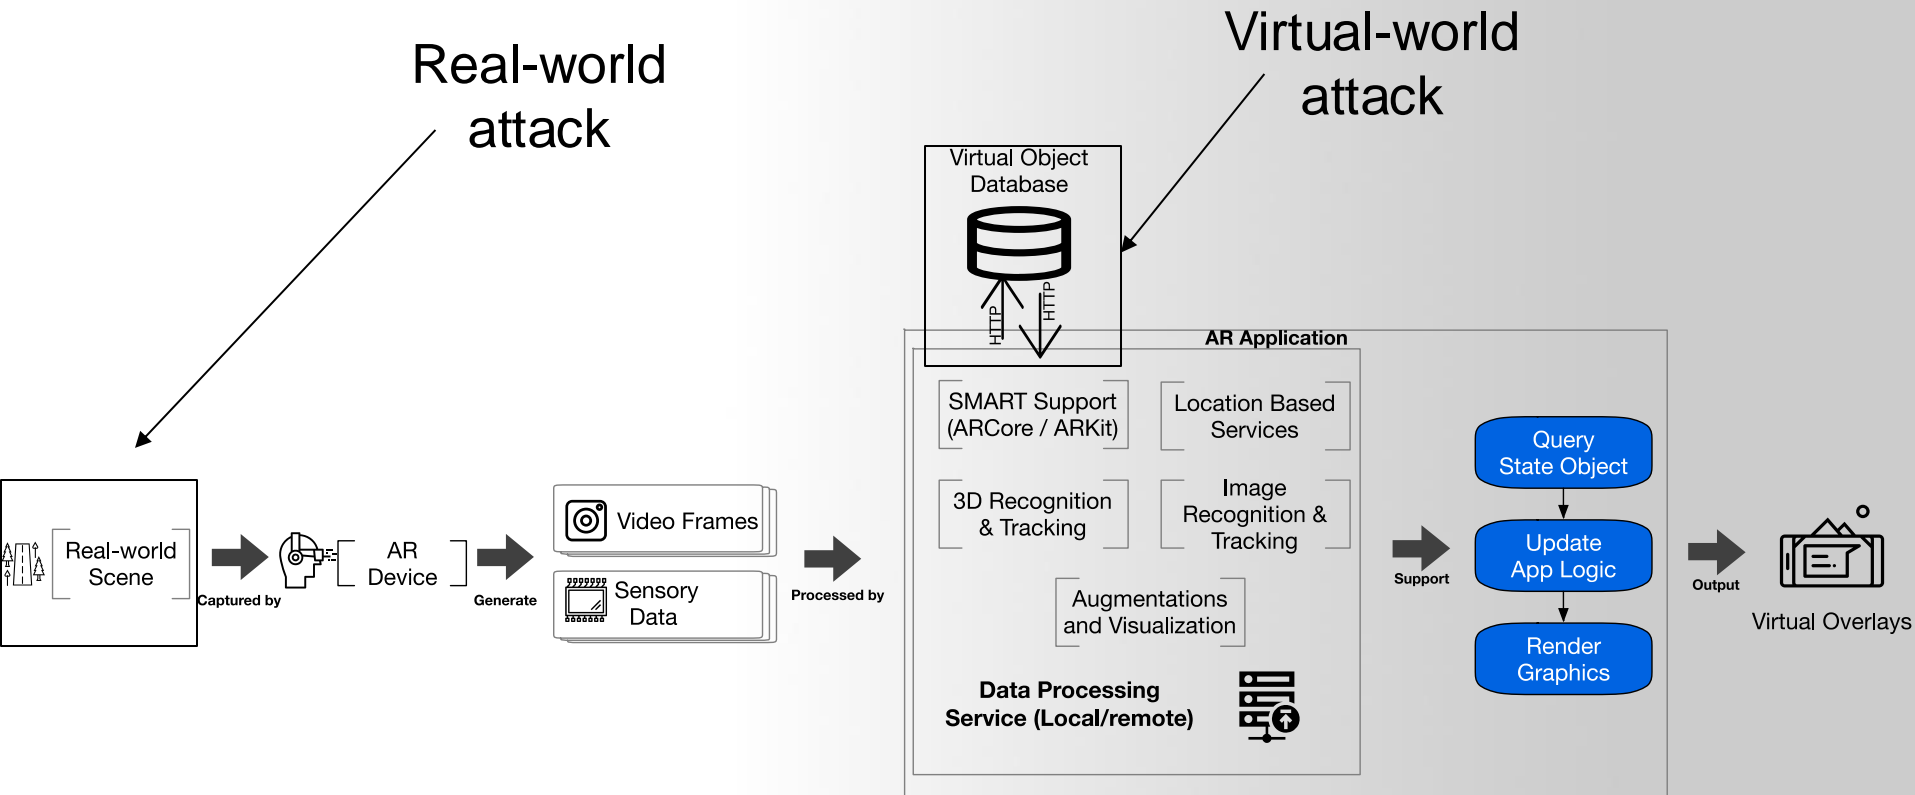 Real-world
attack
Virtual-world
attack
Virtual Object
Database
HTTP
HTTP
AR Application
SMART Support
(ARCore / ARKit)
Location Based
Services
3D Recognition
& Tracking
Image
Recognition &
Tracking
Augmentations
and Visualization
Data Processing
Service (Local/remote)
Real-world
Scene
Captured by
AR
Device
Generate
Video Frames
Sensory
Data
Processed by
Support
Query
State Object
Update
App Logic
Render
Graphics
Output
Virtual Overlays